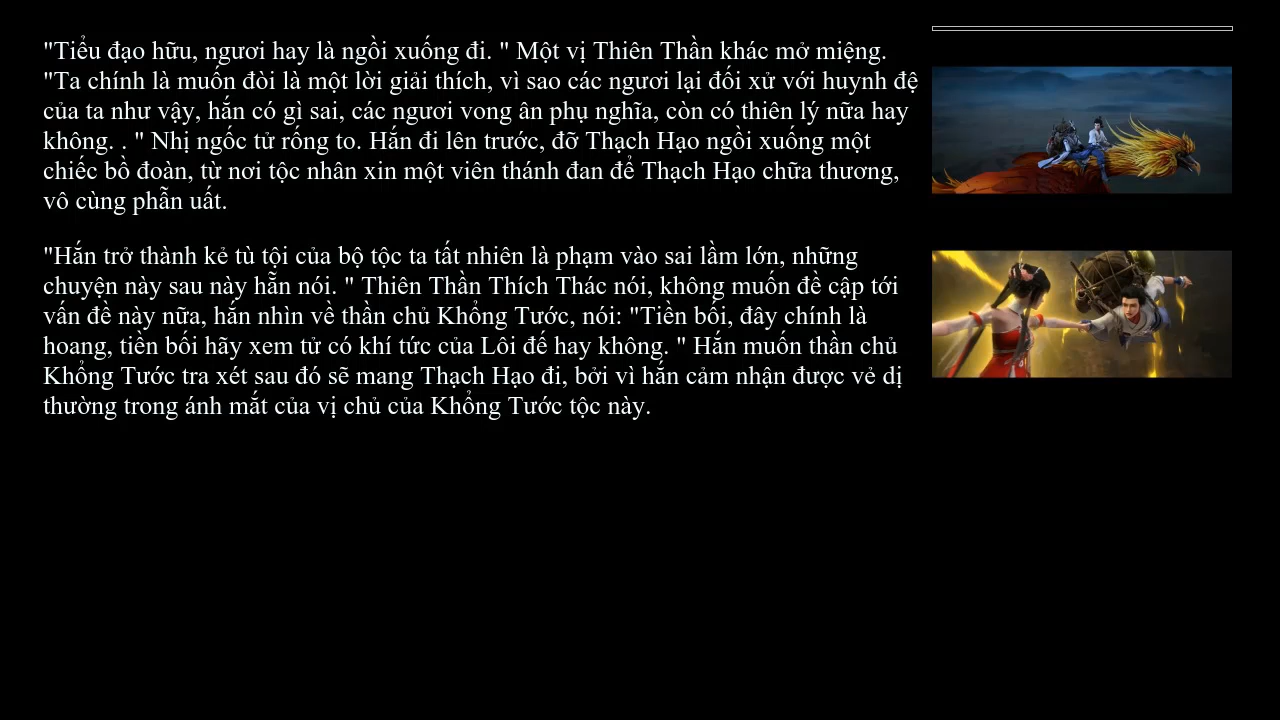 "Tiểu đạo hữu, ngươi hay là ngồi xuống đi. " Một vị Thiên Thần khác mở miệng.
"Ta chính là muốn đòi là một lời giải thích, vì sao các ngươi lại đối xử với huynh đệ
của ta như vậy, hắn có gì sai, các ngươi vong ân phụ nghĩa, còn có thiên lý nữa hay
không. . " Nhị ngốc tử rống to. Hắn đi lên trước, đỡ Thạch Hạo ngồi xuống một
chiếc bồ đoàn, từ nơi tộc nhân xin một viên thánh đan để Thạch Hạo chữa thương,
vô cùng phẫn uất.
"Hắn trở thành kẻ tù tội của bộ tộc ta tất nhiên là phạm vào sai lầm lớn, những
chuyện này sau này hẵn nói. " Thiên Thần Thích Thác nói, không muốn đề cập tới
vấn đề này nữa, hắn nhìn về thần chủ Khổng Tước, nói: "Tiền bối, đây chính là
hoang, tiền bối hãy xem tử có khí tức của Lôi đế hay không. " Hắn muốn thần chủ
Khổng Tước tra xét sau đó sẽ mang Thạch Hạo đi, bởi vì hắn cảm nhận được vẻ dị
thường trong ánh mắt của vị chủ của Khổng Tước tộc này.